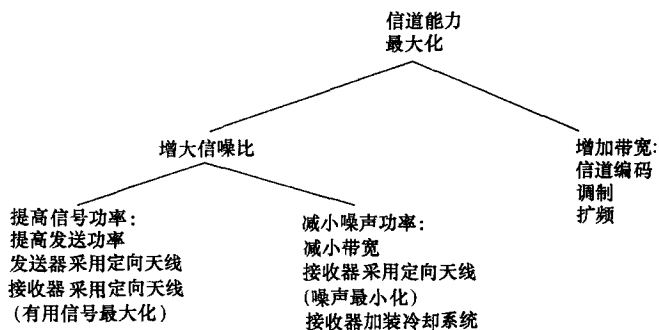 信道能力
最大化
增大信噪比
增加带宽:
信道编码
调制
扩频
提高信号功率:
提高发送功率
发送器采用定向天线
接收器采用定向天线
(有用信号最大化)
减小噪声功率:
减小带宽
接收器采用定向天线
(噪声最小化)
接收器加装冷却系统